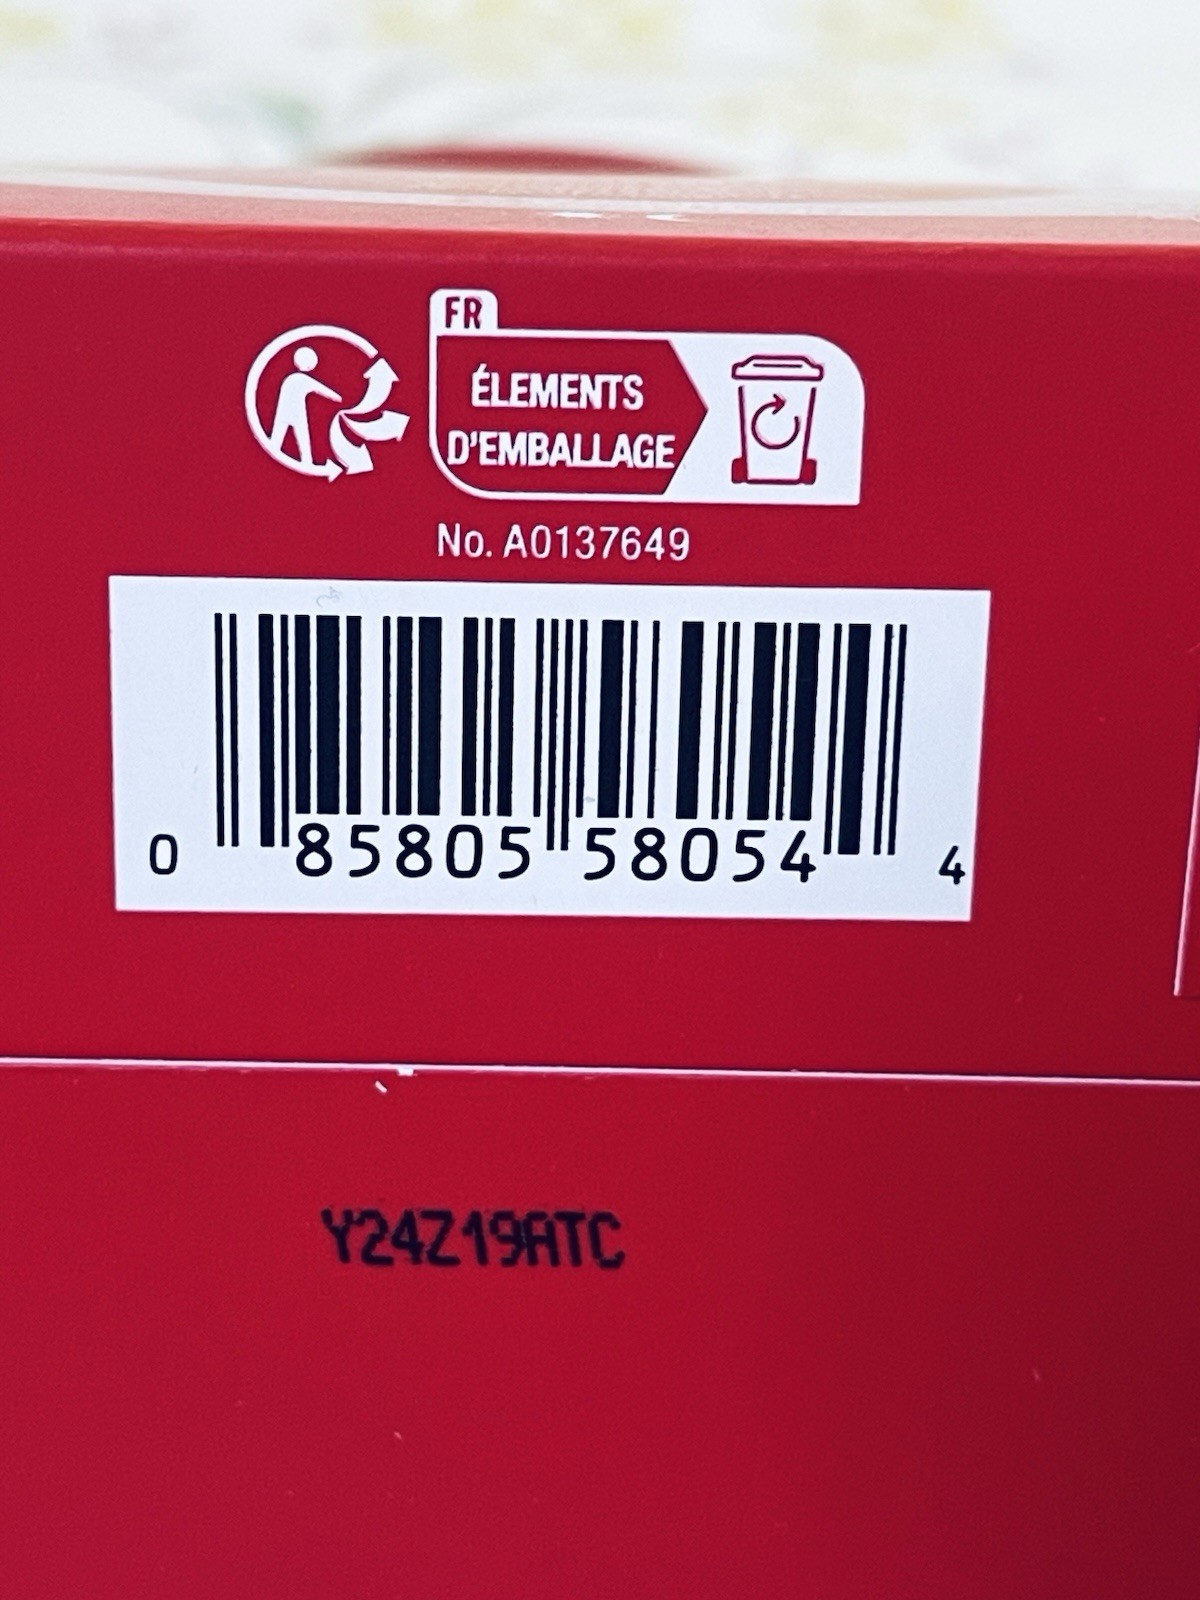 FR
ÉLEMENTS
D'EMBALLAGE
No. A0137649
0 85805 58054 4
Y24Z19ATC